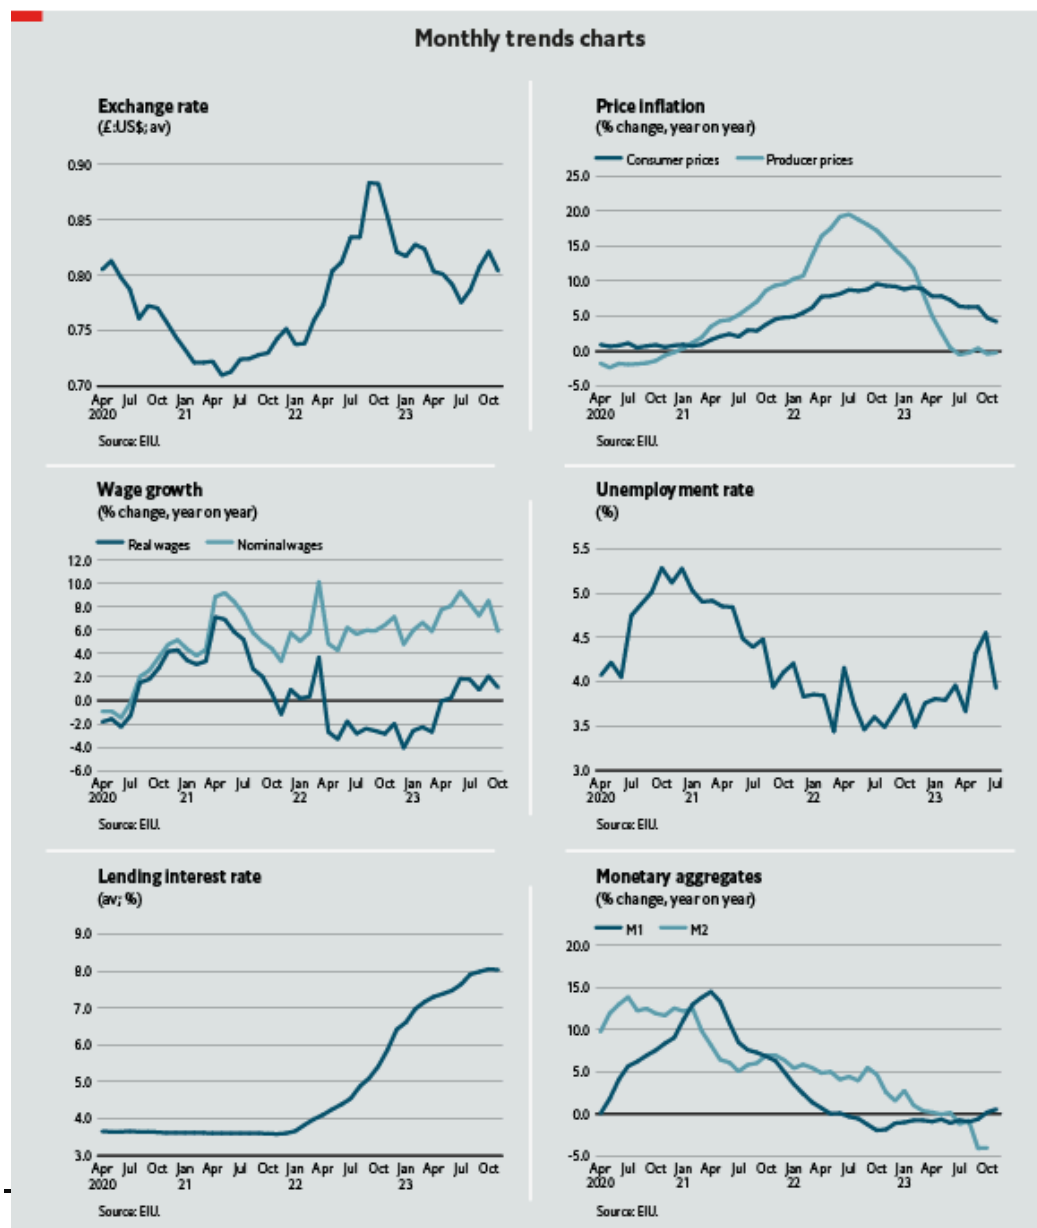 Monthly trends charts
Exchange rate
(£:US$; av)
0.90
0.85
0.80
0.75
0.70
Apr Jul Oct Jan Apr Jul Oct Jan Apr Jul Oct Jan Apr Jul Oct
2020 21 22 23
Source: EIU.
Price inflation
(% change, year on year)
Consumer prices Producer prices
25.0
20.0
15.0
10.0
5.0
0.0
-5.0
Apr Jul Oct Jan Apr Jul Oct Jan Apr Jul Oct Jan Apr Jul Oct
2020 21 22 23
Source: EIU.
Wage growth
(% change, year on year)
Real wages Nominal wages
12.0
10.0
8.0
6.0
4.0
2.0
0.0
-2.0
-4.0
-6.0
Apr Jul Oct Jan Apr Jul Oct Jan Apr Jul Oct Jan Apr Jul Oct
2020 21 22 23
Source: EIU.
Unemployment rate
(%)
5.5
5.0
4.5
4.0
3.5
3.0
Apr Jul Oct Jan Apr Jul Oct Jan Apr Jul Oct Jan Apr Jul
2020 21 22 23
Source: EIU.
Lending interest rate
(av; %)
9.0
8.0
7.0
6.0
5.0
4.0
3.0
Apr Jul Oct Jan Apr Jul Oct Jan Apr Jul Oct Jan Apr Jul Oct
2020 21 22 23
Source: EIU.
Monetary aggregates
(% change, year on year)
M1 M2
20.0
15.0
10.0
5.0
0.0
-5.0
Apr Jul Oct Jan Apr Jul Oct Jan Apr Jul Oct Jan Apr Jul Oct
2020 21 22 23
Source: EIU.